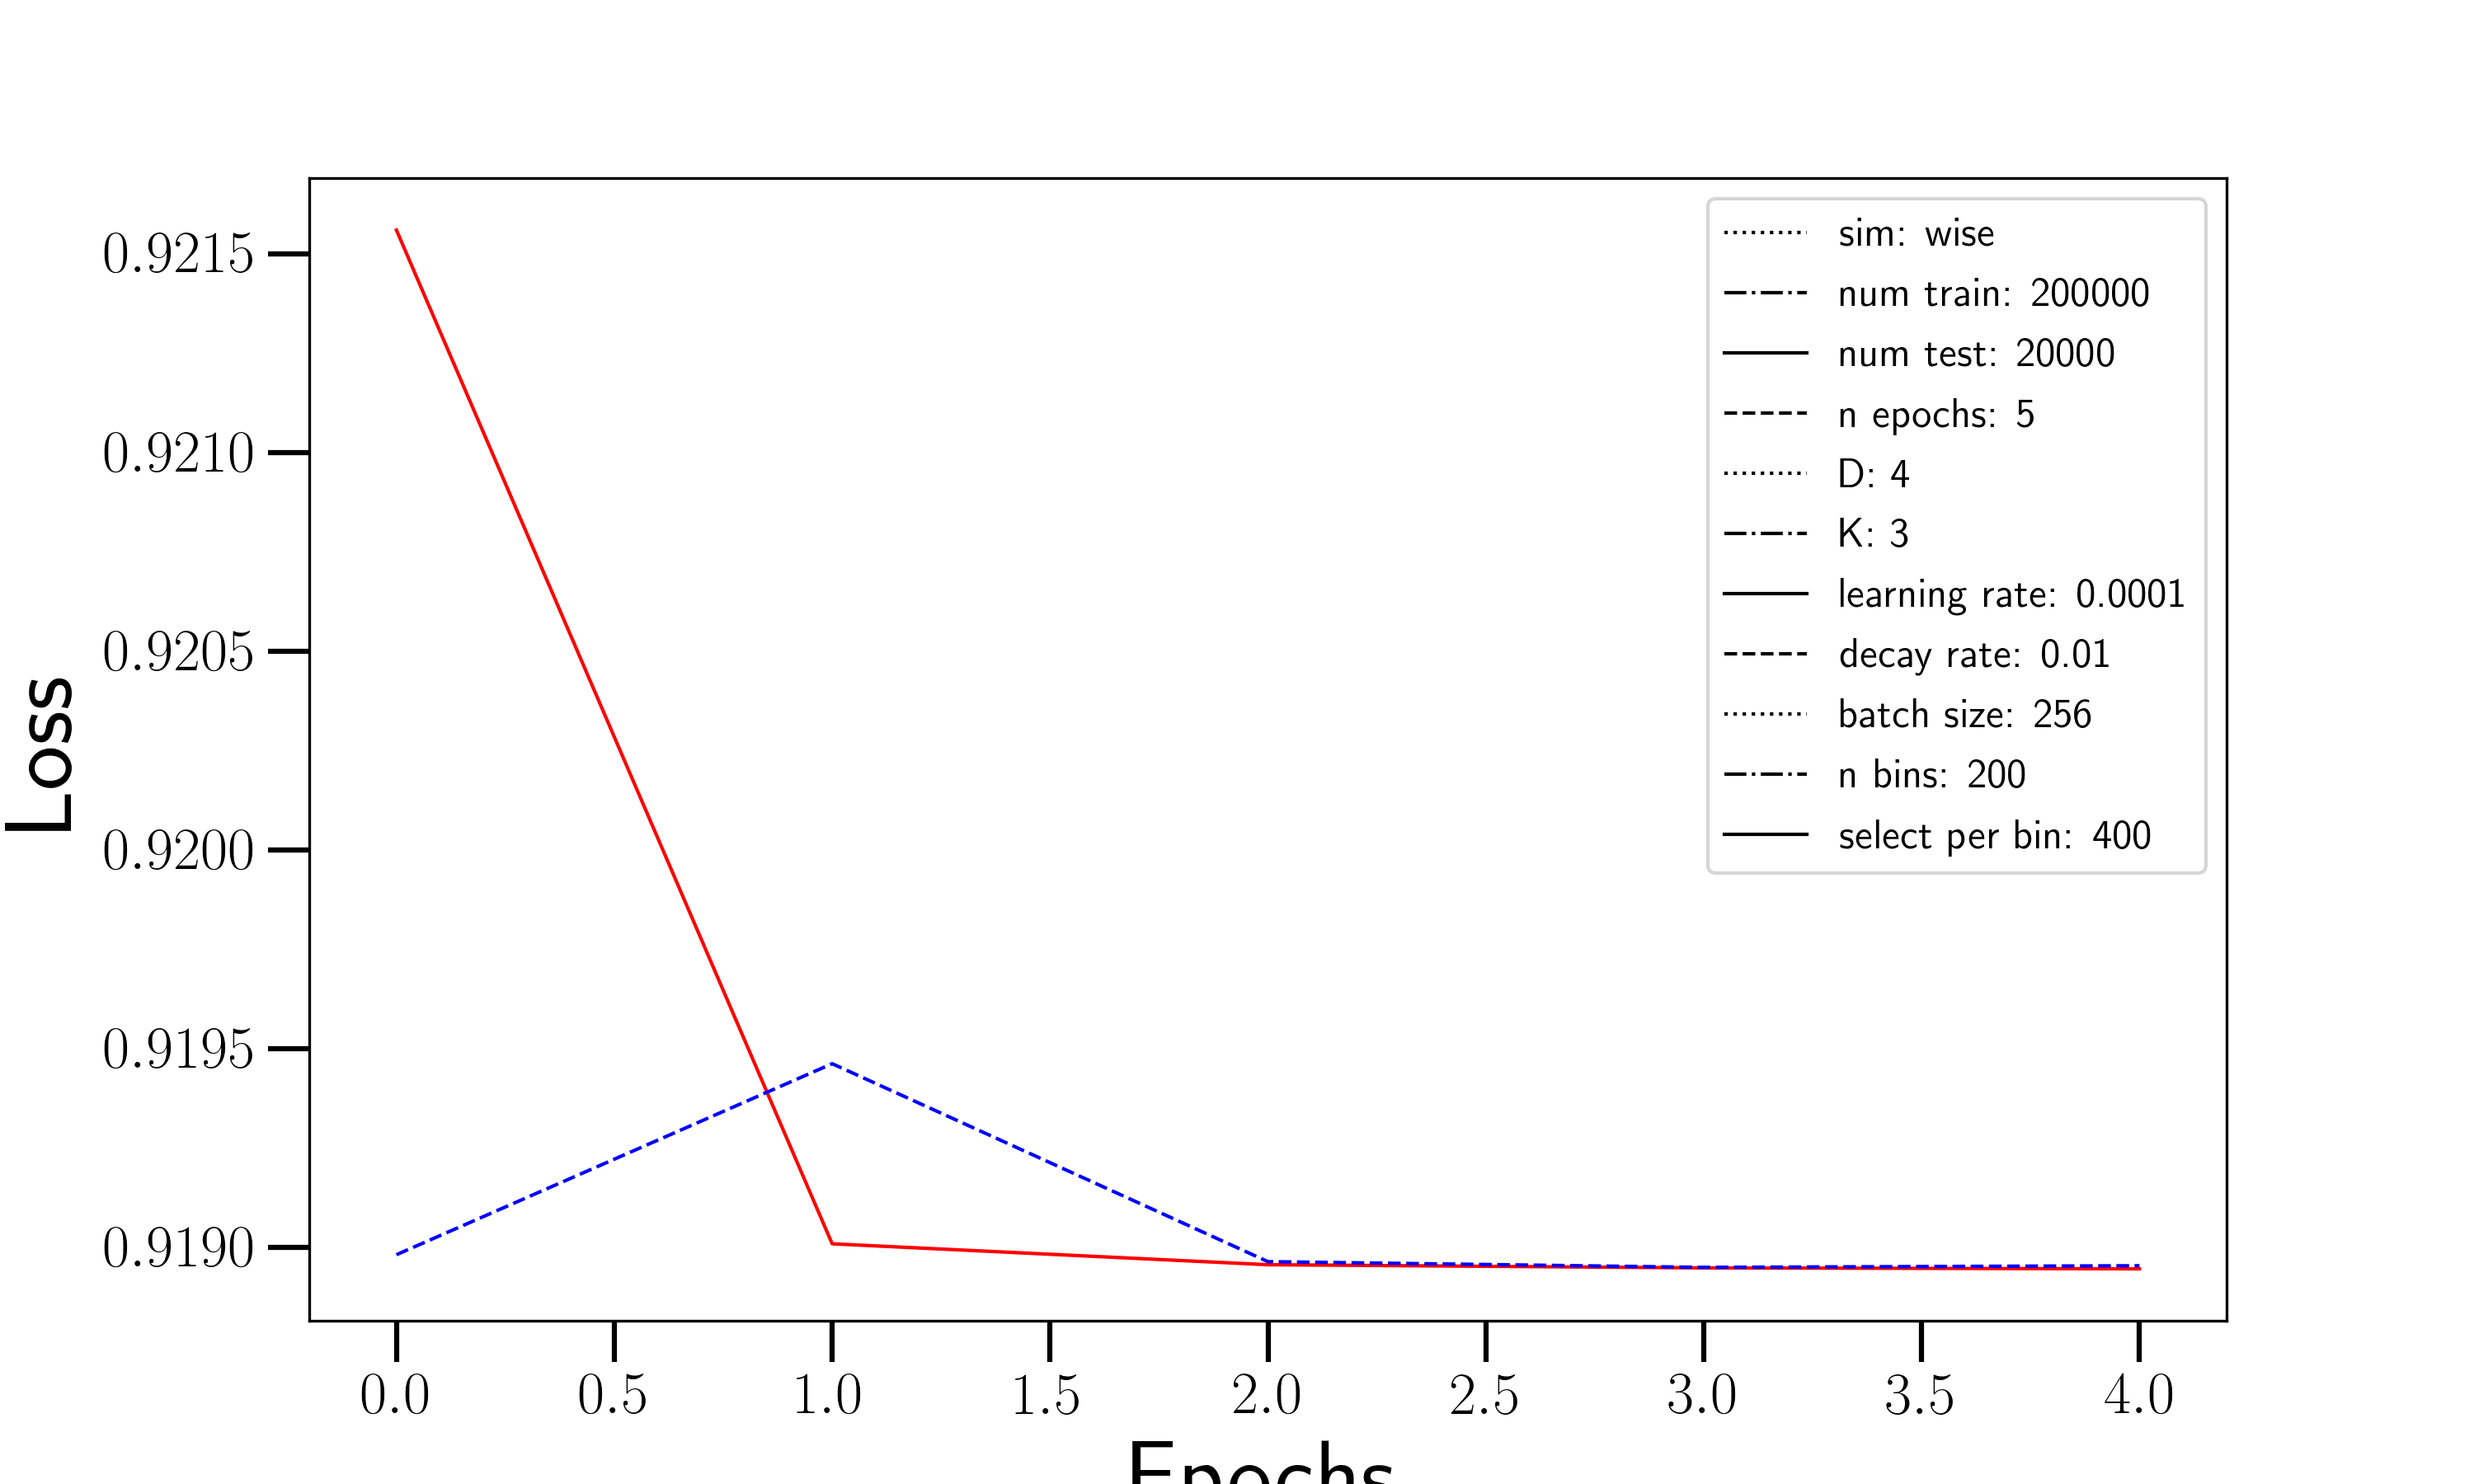 0.9215
0.9210
0.9205
0.9200
0.9195
0.9190
Loss
sim: wise
num train: 200000
num test: 20000
n epochs: 5
D: 4
K: 3
learning rate: 0.0001
decay rate: 0.01
batch size: 256
n bins: 200
select per bin: 400
0.0 0.5 1.0 1.5 2.0 2.5 3.0 3.5 4.0
Epochs